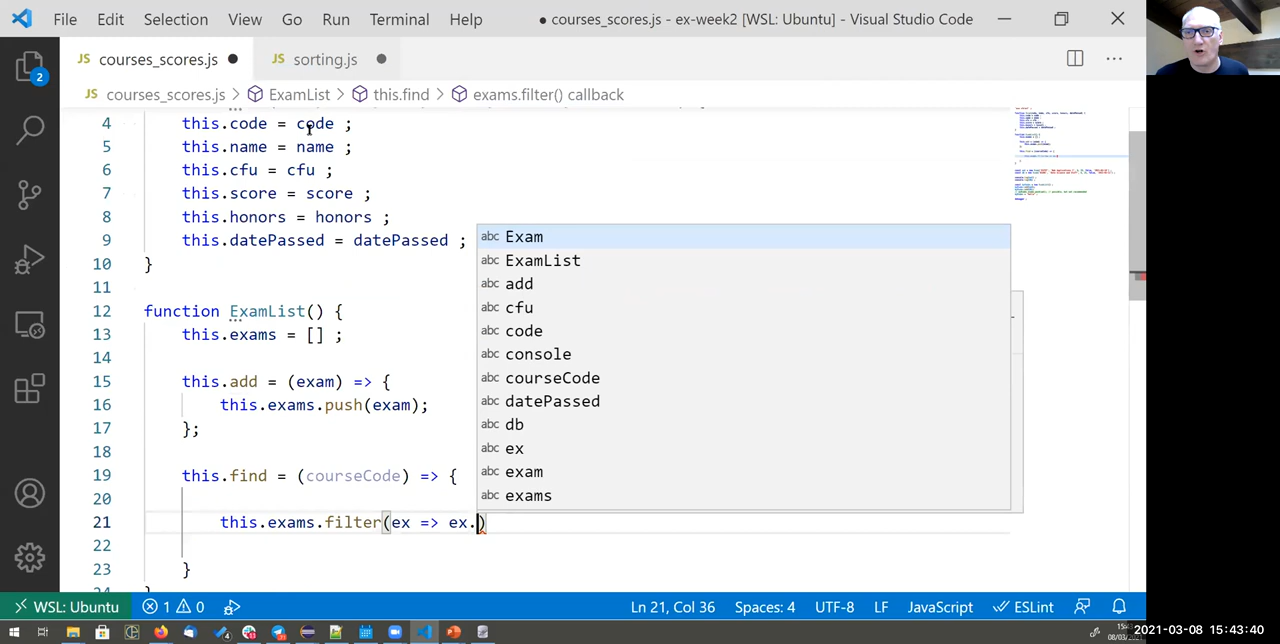 File Edit Selection View Go Run Terminal Help ● courses_scores.js - ex-week2 [WSL: Ubuntu] - Visual Studio Code
JS courses_scores.js ● JS sorting.js ●
JS courses_scores.js > ExamList > this.find > exams.filter() callback
4 this.code = code ;
5 this.name = name ;
6 this.cfu = cfu ;
7 this.score = score ;
8 this.honors = honors ;
9 this.datePassed = datePassed ;
10 }
11
12 function ExamList() {
13 this.exams = [] ;
14
15 this.add = (exam) => {
16 this.exams.push(exam);
17 };
18
19 this.find = (courseCode) => {
20
21 this.exams.filter(ex => ex.)
22
23 }
abc Exam
abc ExamList
abc add
abc cfu
abc code
abc console
abc courseCode
abc datePassed
abc db
abc ex
abc exam
abc exams
2
WSL: Ubuntu 1 0 Ln 21, Col 36 Spaces: 4 UTF-8 LF JavaScript ESLint
2021-03-08 15:43:40